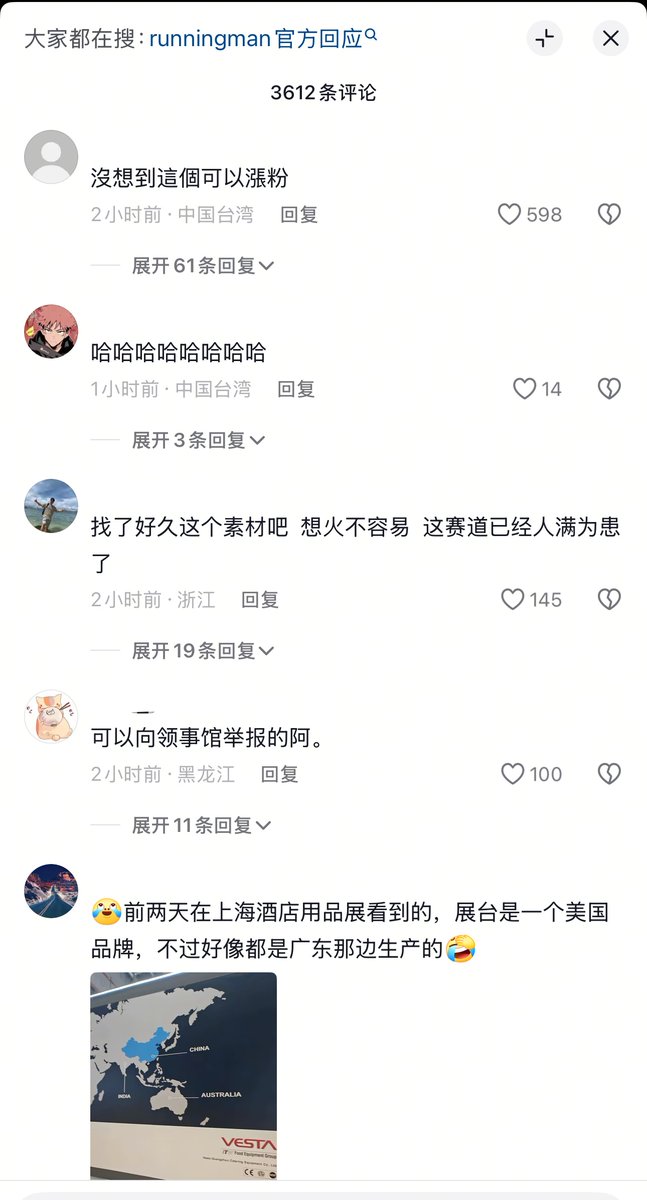 大家都在搜：runningman官方回应
3612条评论
沒想到這個可以漲粉
2小时前 · 中国台湾 回复 598
展开61条回复
哈哈哈哈哈哈哈哈
1小时前 · 中国台湾 回复 14
展开3条回复
找了好久这个素材吧 想火不容易 这赛道已经人满为患
了
2小时前 · 浙江 回复 145
展开19条回复
可以向领事馆举报的阿。
2小时前 · 黑龙江 回复 100
展开11条回复
前两天在上海酒店用品展看到的，展台是一个美国
品牌，不过好像都是广东那边生产的
CHINA
INDIA
AUSTRALIA
VESTA
Food Equipment Group